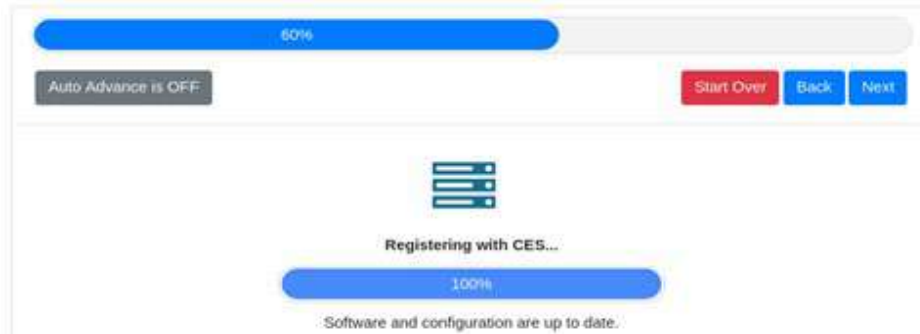 60%
Auto Advance is OFF Start Over Back Next
Registering with CES...
100%
Software and configuration are up to date.